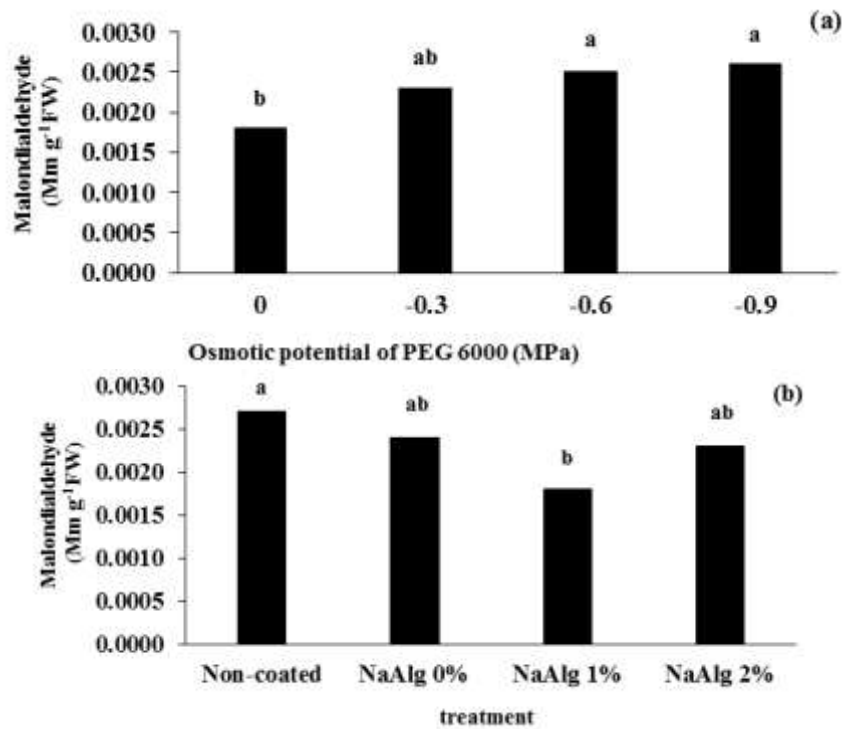 (a)
Malondialdehyde
(Mm g-1FW)
0.0030
0.0025
0.0020
0.0015
0.0010
0.0005
0.0000
b
ab
a
a
0
-0.3
-0.6
-0.9
Osmotic potential of PEG 6000 (MPa)
(b)
Malondialdehyde
(Mm g-1FW)
0.0030
0.0025
0.0020
0.0015
0.0010
0.0005
0.0000
a
ab
b
ab
Non-coated
NaAlg 0%
NaAlg 1%
NaAlg 2%
treatment